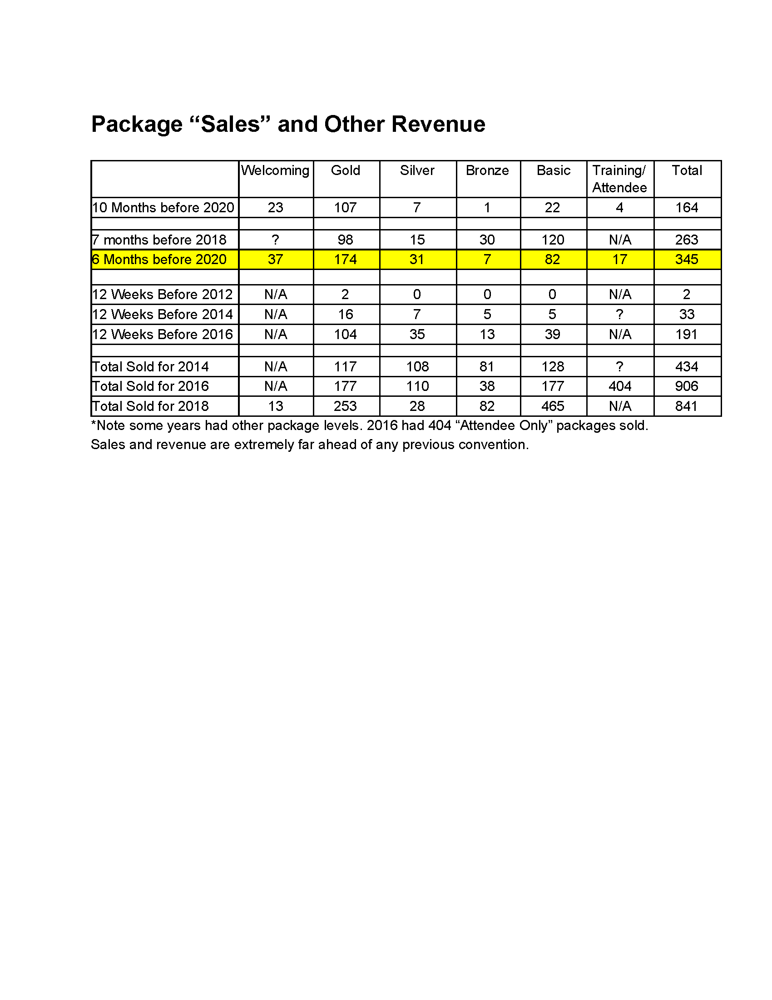 Package “Sales” and Other Revenue
Welcoming Gold Silver Bronze Basic Training/ Total
Attendee
10 Months before 2020 23 107 7 1 22 4 164
7 months before 2018 ? 98 15 30 120 N/A 263
6 Months before 2020 37 174 31 7 82 17 345
12 Weeks Before 2012 N/A 2 0 0 0 N/A 2
12 Weeks Before 2014 N/A 16 7 5 5 ? 33
12 Weeks Before 2016 N/A 104 35 13 39 N/A 191
Total Sold for 2014 N/A 117 108 81 128 ? 434
Total Sold for 2016 N/A 177 110 38 177 404 906
Total Sold for 2018 13 253 28 82 465 N/A 841
*Note some years had other package levels. 2016 had 404 “Attendee Only” packages sold.
Sales and revenue are extremely far ahead of any previous convention.